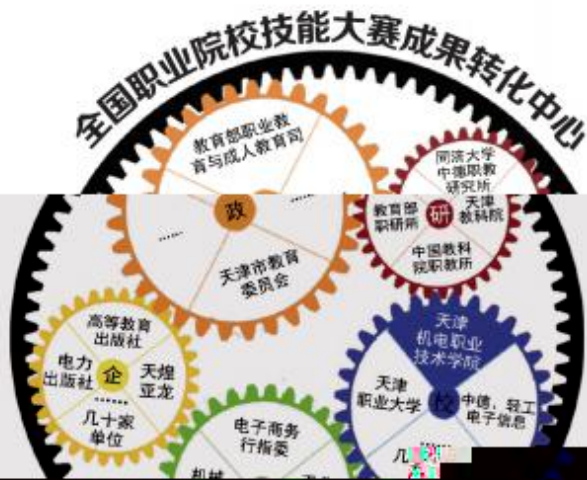 全国职业院校技能大赛成果转化中心
教育部职业教
育与成人教育司
政
……
……
天津市教育
委员会
同济大学
中德职教
研究所
教育部
职研所
研
天津
教科院
中国教科
院职教所
高等教育
出版社
电力
出版社
企
天煌
亚龙
……
几十家
单位
天津
机电职业
技术学院
天津
职业大学
校
中德、轻工
电子信息
……
电子商务
行指委
机械